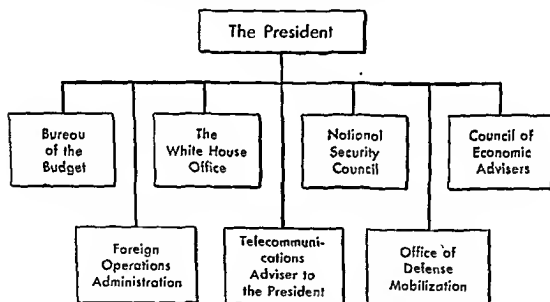 The President
Bureau
of the
Budget
The
White House
Office
National
Security
Council
Council of
Economic
Advisers
Foreign
Operations
Administration
Telecommuni-
cations
Adviser to
the President
Office of
Defense
Mobilization